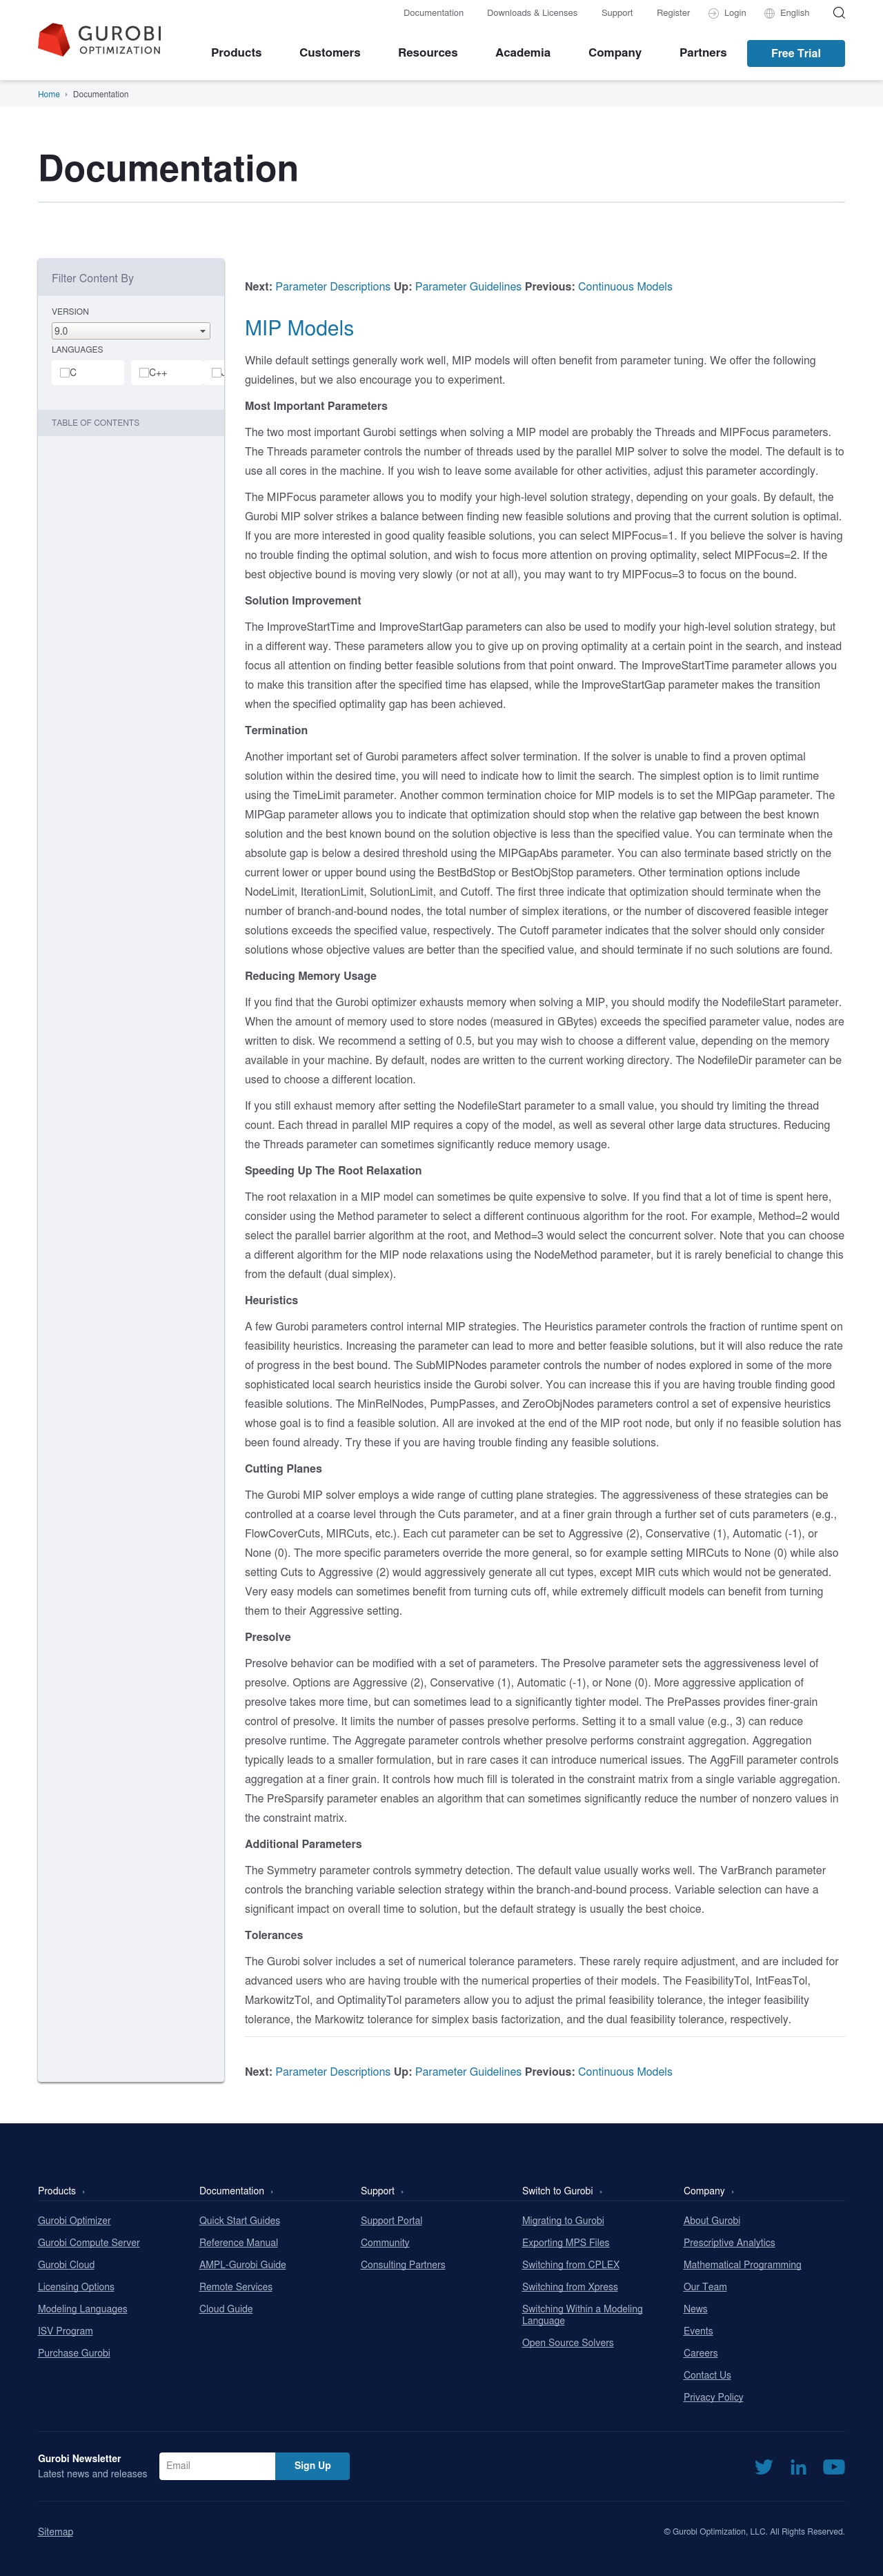 Documentation Downloads & Licenses Support Register Login English
GUROBI
OPTIMIZATION
Products Customers Resources Academia Company Partners Free Trial
Home › Documentation
Documentation
Filter Content By
VERSION
9.0
LANGUAGES
C C++
TABLE OF CONTENTS
Next: Parameter Descriptions Up: Parameter Guidelines Previous: Continuous Models
MIP Models
While default settings generally work well, MIP models will often benefit from parameter tuning. We offer the following
guidelines, but we also encourage you to experiment.
Most Important Parameters
The two most important Gurobi settings when solving a MIP model are probably the Threads and MIPFocus parameters.
The Threads parameter controls the number of threads used by the parallel MIP solver to solve the model. The default is to
use all cores in the machine. If you wish to leave some available for other activities, adjust this parameter accordingly.
The MIPFocus parameter allows you to modify your high-level solution strategy, depending on your goals. By default, the
Gurobi MIP solver strikes a balance between finding new feasible solutions and proving that the current solution is optimal.
If you are more interested in good quality feasible solutions, you can select MIPFocus=1. If you believe the solver is having
no trouble finding the optimal solution, and wish to focus more attention on proving optimality, select MIPFocus=2. If the
best objective bound is moving very slowly (or not at all), you may want to try MIPFocus=3 to focus on the bound.
Solution Improvement
The ImproveStartTime and ImproveStartGap parameters can also be used to modify your high-level solution strategy, but
in a different way. These parameters allow you to give up on proving optimality at a certain point in the search, and instead
focus all attention on finding better feasible solutions from that point onward. The ImproveStartTime parameter allows you
to make this transition after the specified time has elapsed, while the ImproveStartGap parameter makes the transition
when the specified optimality gap has been achieved.
Termination
Another important set of Gurobi parameters affect solver termination. If the solver is unable to find a proven optimal
solution within the desired time, you will need to indicate how to limit the search. The simplest option is to limit runtime
using the TimeLimit parameter. Another common termination choice for MIP models is to set the MIPGap parameter. The
MIPGap parameter allows you to indicate that optimization should stop when the relative gap between the best known
solution and the best known bound on the solution objective is less than the specified value. You can terminate when the
absolute gap is below a desired threshold using the MIPGapAbs parameter. You can also terminate based strictly on the
current lower or upper bound using the BestBdStop or BestObjStop parameters. Other termination options include
NodeLimit, IterationLimit, SolutionLimit, and Cutoff. The first three indicate that optimization should terminate when the
number of branch-and-bound nodes, the total number of simplex iterations, or the number of discovered feasible integer
solutions exceeds the specified value, respectively. The Cutoff parameter indicates that the solver should only consider
solutions whose objective values are better than the specified value, and should terminate if no such solutions are found.
Reducing Memory Usage
If you find that the Gurobi optimizer exhausts memory when solving a MIP, you should modify the NodefileStart parameter.
When the amount of memory used to store nodes (measured in GBytes) exceeds the specified parameter value, nodes are
written to disk. We recommend a setting of 0.5, but you may wish to choose a different value, depending on the memory
available in your machine. By default, nodes are written to the current working directory. The NodefileDir parameter can be
used to choose a different location.
If you still exhaust memory after setting the NodefileStart parameter to a small value, you should try limiting the thread
count. Each thread in parallel MIP requires a copy of the model, as well as several other large data structures. Reducing
the Threads parameter can sometimes significantly reduce memory usage.
Speeding Up The Root Relaxation
The root relaxation in a MIP model can sometimes be quite expensive to solve. If you find that a lot of time is spent here,
consider using the Method parameter to select a different continuous algorithm for the root. For example, Method=2 would
select the parallel barrier algorithm at the root, and Method=3 would select the concurrent solver. Note that you can choose
a different algorithm for the MIP node relaxations using the NodeMethod parameter, but it is rarely beneficial to change this
from the default (dual simplex).
Heuristics
A few Gurobi parameters control internal MIP strategies. The Heuristics parameter controls the fraction of runtime spent on
feasibility heuristics. Increasing the parameter can lead to more and better feasible solutions, but it will also reduce the rate
of progress in the best bound. The SubMIPNodes parameter controls the number of nodes explored in some of the more
sophisticated local search heuristics inside the Gurobi solver. You can increase this if you are having trouble finding good
feasible solutions. The MinRelNodes, PumpPasses, and ZeroObjNodes parameters control a set of expensive heuristics
whose goal is to find a feasible solution. All are invoked at the end of the MIP root node, but only if no feasible solution has
been found already. Try these if you are having trouble finding any feasible solutions.
Cutting Planes
The Gurobi MIP solver employs a wide range of cutting plane strategies. The aggressiveness of these strategies can be
controlled at a coarse level through the Cuts parameter, and at a finer grain through a further set of cuts parameters (e.g.,
FlowCoverCuts, MIRCuts, etc.). Each cut parameter can be set to Aggressive (2), Conservative (1), Automatic (-1), or
None (0). The more specific parameters override the more general, so for example setting MIRCuts to None (0) while also
setting Cuts to Aggressive (2) would aggressively generate all cut types, except MIR cuts which would not be generated.
Very easy models can sometimes benefit from turning cuts off, while extremely difficult models can benefit from turning
them to their Aggressive setting.
Presolve
Presolve behavior can be modified with a set of parameters. The Presolve parameter sets the aggressiveness level of
presolve. Options are Aggressive (2), Conservative (1), Automatic (-1), or None (0). More aggressive application of
presolve takes more time, but can sometimes lead to a significantly tighter model. The PrePasses provides finer-grain
control of presolve. It limits the number of passes presolve performs. Setting it to a small value (e.g., 3) can reduce
presolve runtime. The Aggregate parameter controls whether presolve performs constraint aggregation. Aggregation
typically leads to a smaller formulation, but in rare cases it can introduce numerical issues. The AggFill parameter controls
aggregation at a finer grain. It controls how much fill is tolerated in the constraint matrix from a single variable aggregation.
The PreSparsify parameter enables an algorithm that can sometimes significantly reduce the number of nonzero values in
the constraint matrix.
Additional Parameters
The Symmetry parameter controls symmetry detection. The default value usually works well. The VarBranch parameter
controls the branching variable selection strategy within the branch-and-bound process. Variable selection can have a
significant impact on overall time to solution, but the default strategy is usually the best choice.
Tolerances
The Gurobi solver includes a set of numerical tolerance parameters. These rarely require adjustment, and are included for
advanced users who are having trouble with the numerical properties of their models. The FeasibilityTol, IntFeasTol,
MarkowitzTol, and OptimalityTol parameters allow you to adjust the primal feasibility tolerance, the integer feasibility
tolerance, the Markowitz tolerance for simplex basis factorization, and the dual feasibility tolerance, respectively.
Next: Parameter Descriptions Up: Parameter Guidelines Previous: Continuous Models
Products ›
Gurobi Optimizer
Gurobi Compute Server
Gurobi Cloud
Licensing Options
Modeling Languages
ISV Program
Purchase Gurobi
Documentation ›
Quick Start Guides
Reference Manual
AMPL-Gurobi Guide
Remote Services
Cloud Guide
Support ›
Support Portal
Community
Consulting Partners
Switch to Gurobi ›
Migrating to Gurobi
Exporting MPS Files
Switching from CPLEX
Switching from Xpress
Switching Within a Modeling
Language
Open Source Solvers
Company ›
About Gurobi
Prescriptive Analytics
Mathematical Programming
Our Team
News
Events
Careers
Contact Us
Privacy Policy
Gurobi Newsletter
Latest news and releases
Email
Sign Up
Sitemap
© Gurobi Optimization, LLC. All Rights Reserved.